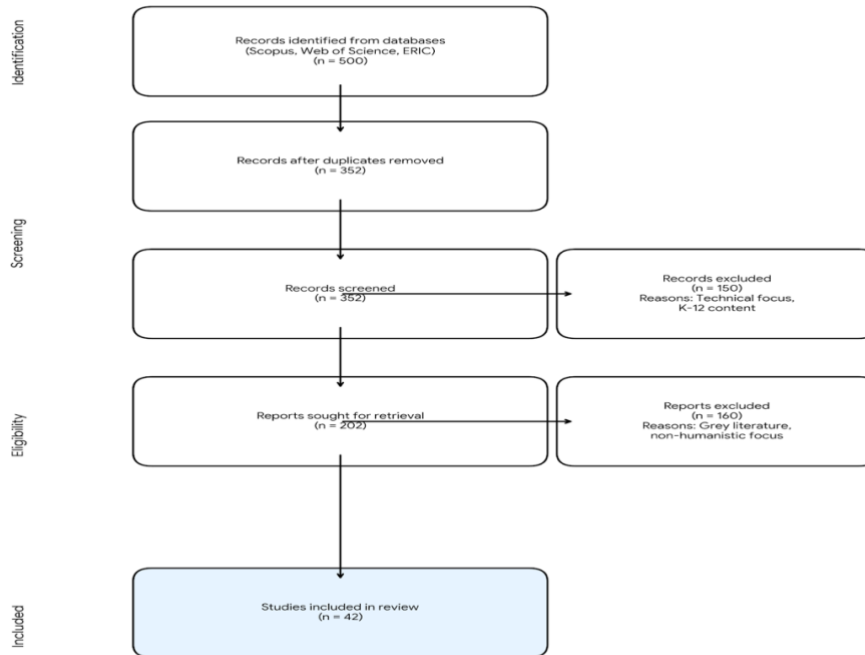 Identification
Records identified from databases
(Scopus, Web of Science, ERIC)
(n = 500)
Records after duplicates removed
(n = 352)
Screening
Records screened
(n = 352)
Records excluded
(n = 150)
Reasons: Technical focus,
K-12 content
Eligibility
Reports sought for retrieval
(n = 202)
Reports excluded
(n = 160)
Reasons: Grey literature,
non-humanistic focus
Included
Studies included in review
(n = 42)